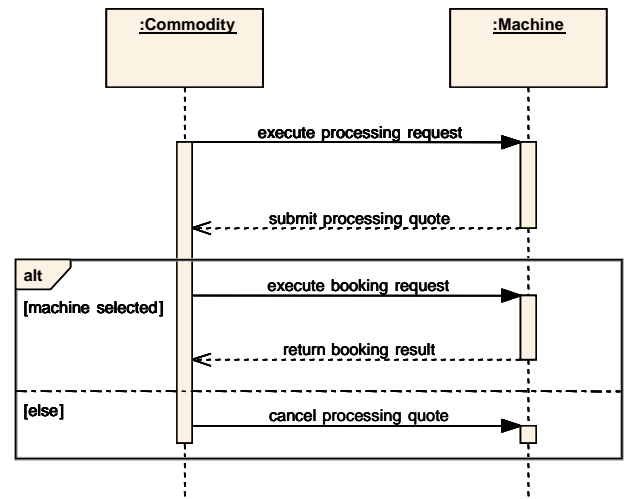 :Commodity
:Machine
execute processing request
submit processing quote
alt
execute booking request
[machine selected]
return booking result
[else]
cancel processing quote